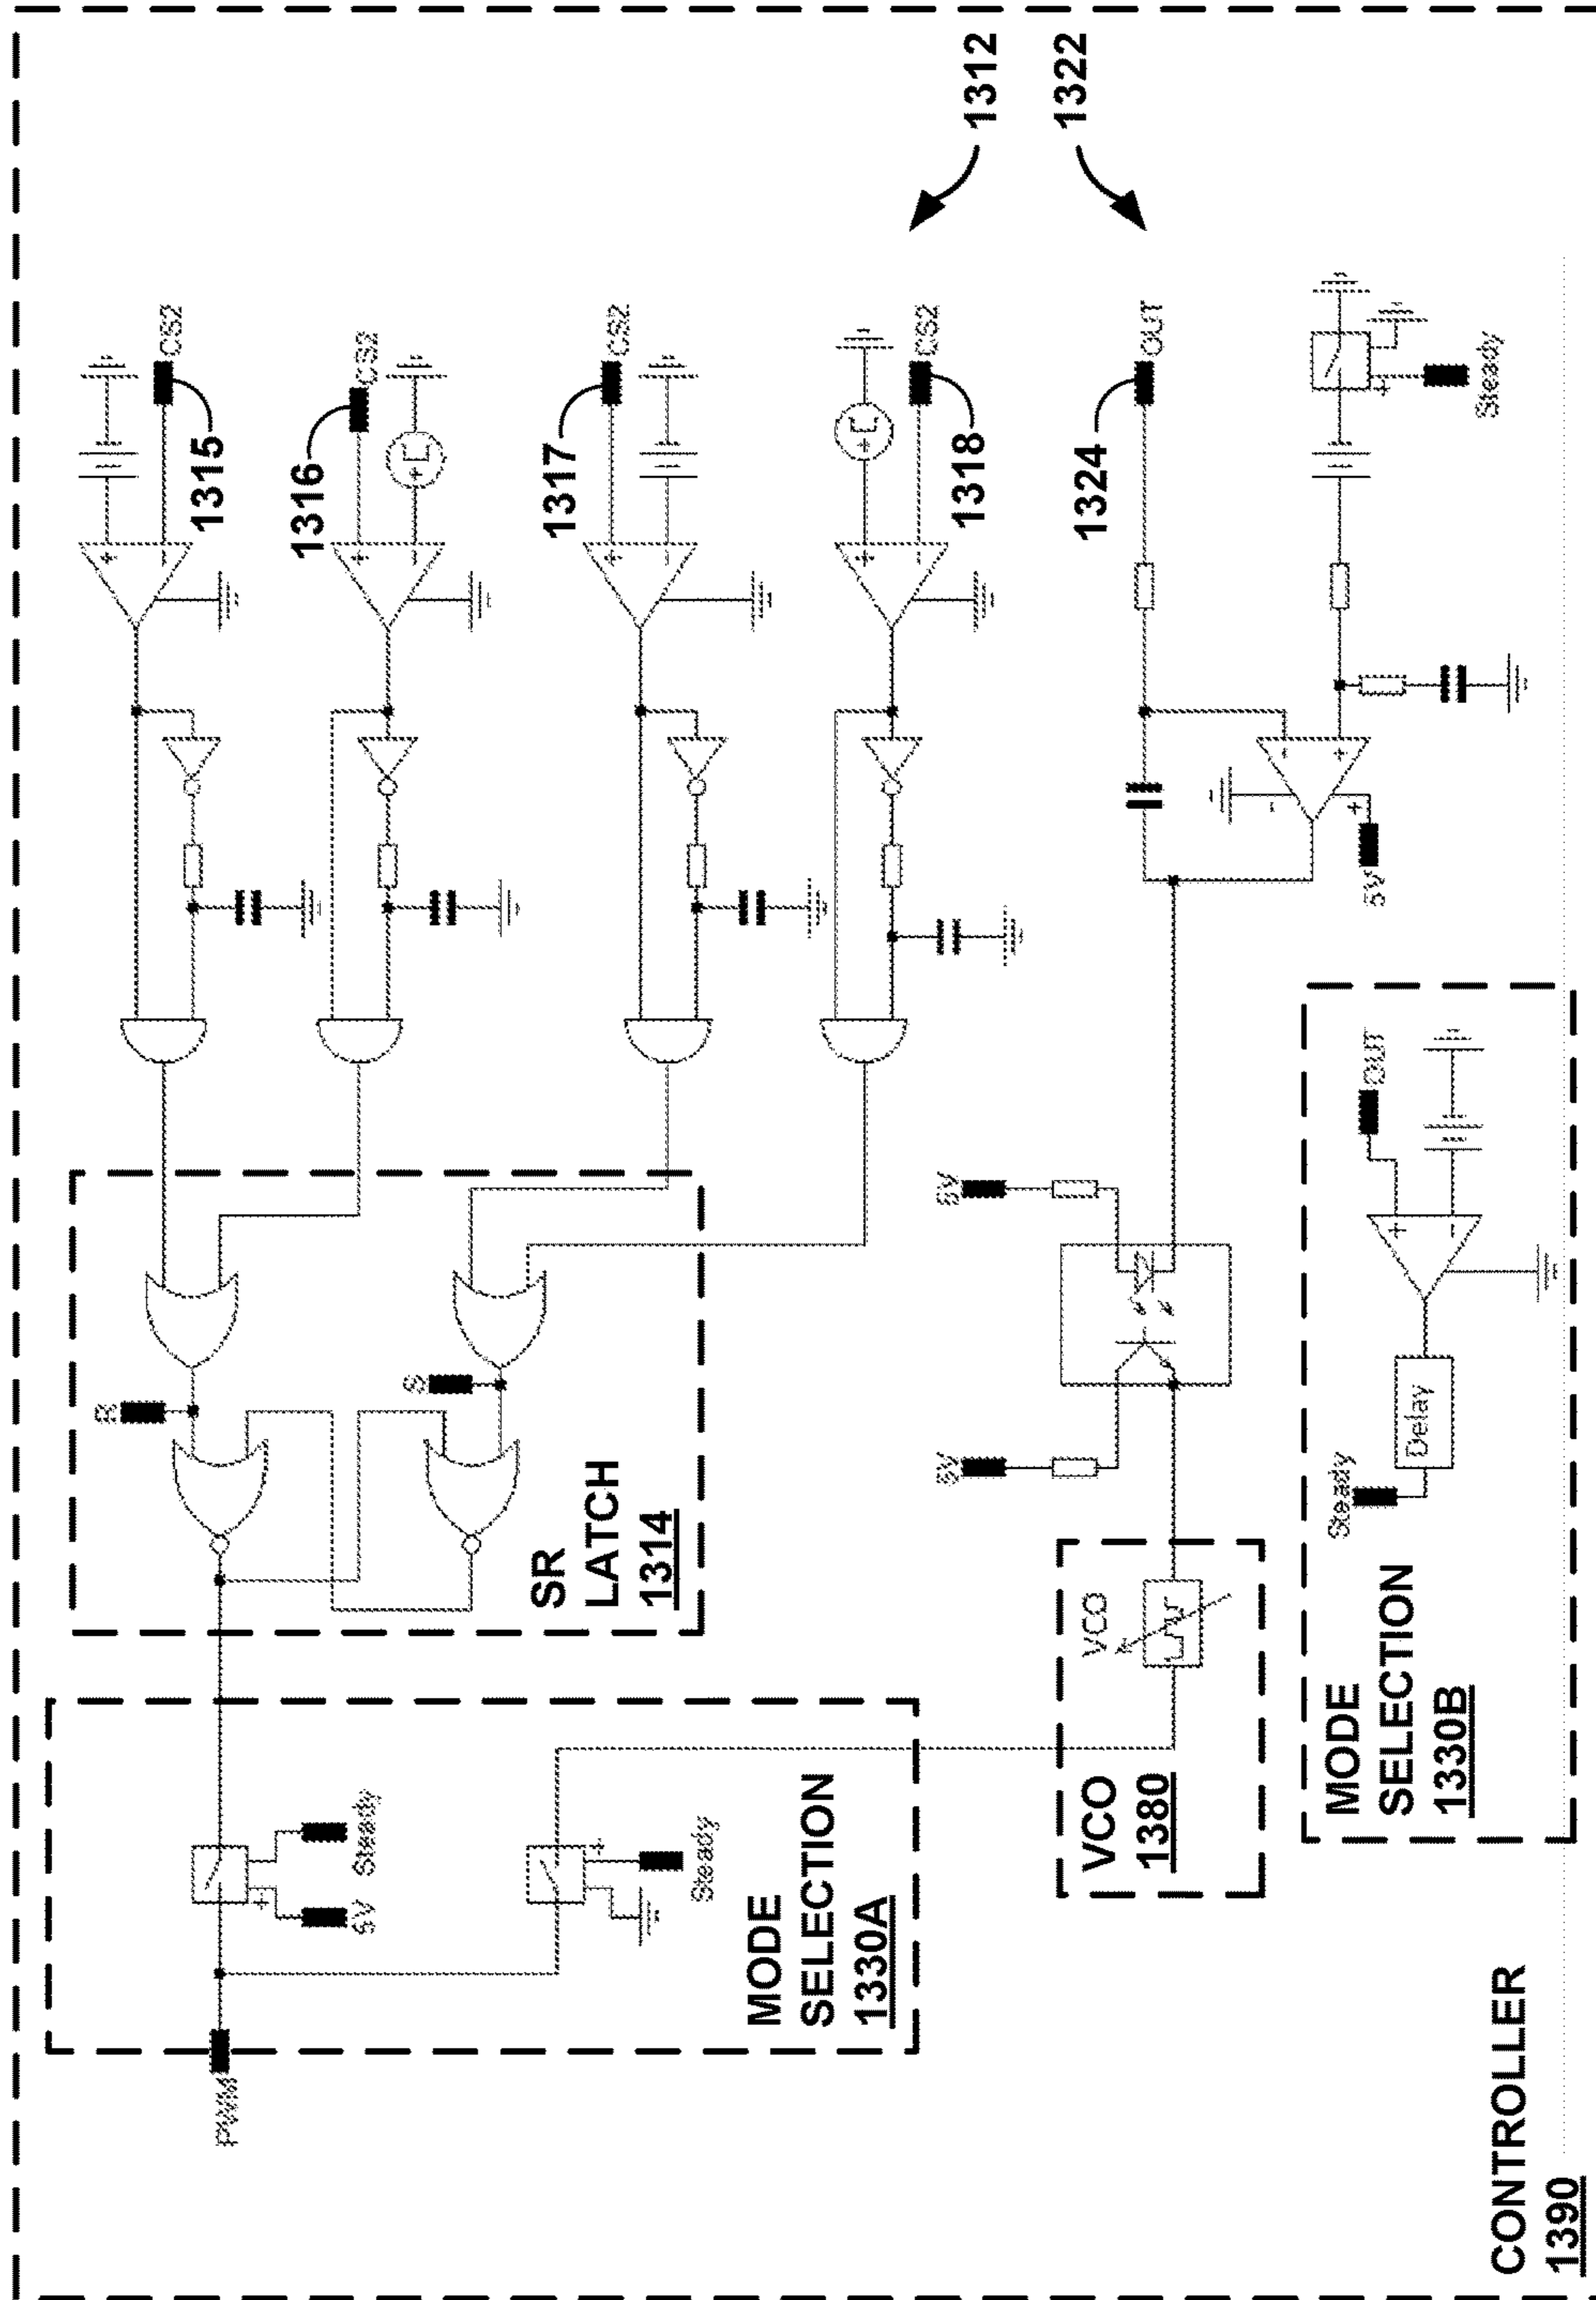 CONTROLLER
1390
PWM
MODE
SELECTION
1330A
5V
Steady
Steady
SR
LATCH
1314
R
S
CS2
1315
CS2
1316
CS2
1317
CS2
1318
1312
1322
VCO
1380
VCO
5V
5V
OUT
1324
5V
Steady
MODE
SELECTION
1330B
Steady
Delay
OUT